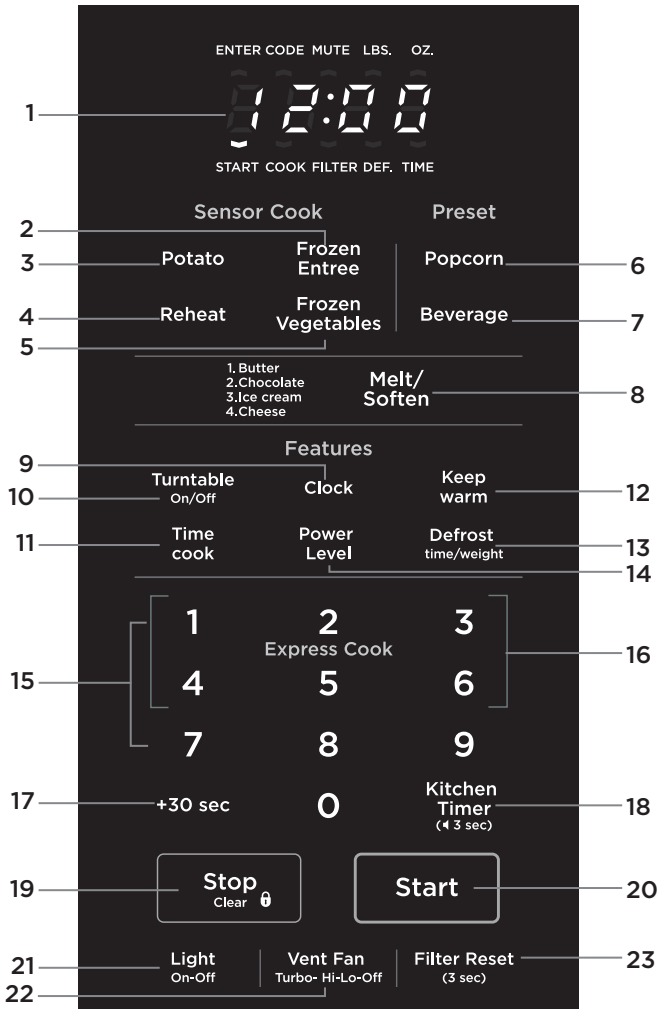 ENTER CODE MUTE LBS. OZ.
1 12:00
START COOK FILTER DEF. TIME
Sensor Cook Preset
2
3 Potato Frozen Entree Popcorn 6
4 Reheat Frozen Vegetables Beverage 7
5
1. Butter
2.Chocolate
3.Ice cream
4.Cheese
Melt/
Soften 8
Features
9
Turntable
10 On/Off
Clock
Keep
warm 12
11 Time
cook
Power
Level
14
Defrost 13
time/weight
1 2 3
Express Cook 16
15 4 5 6
7 8 9
17 +30 sec 0 Kitchen
Timer 18
(3 sec)
19 Stop
Clear
Start 20
21 Light
On-Off
Vent Fan
Turbo- Hi-Lo-Off
22
Filter Reset 23
(3 sec)